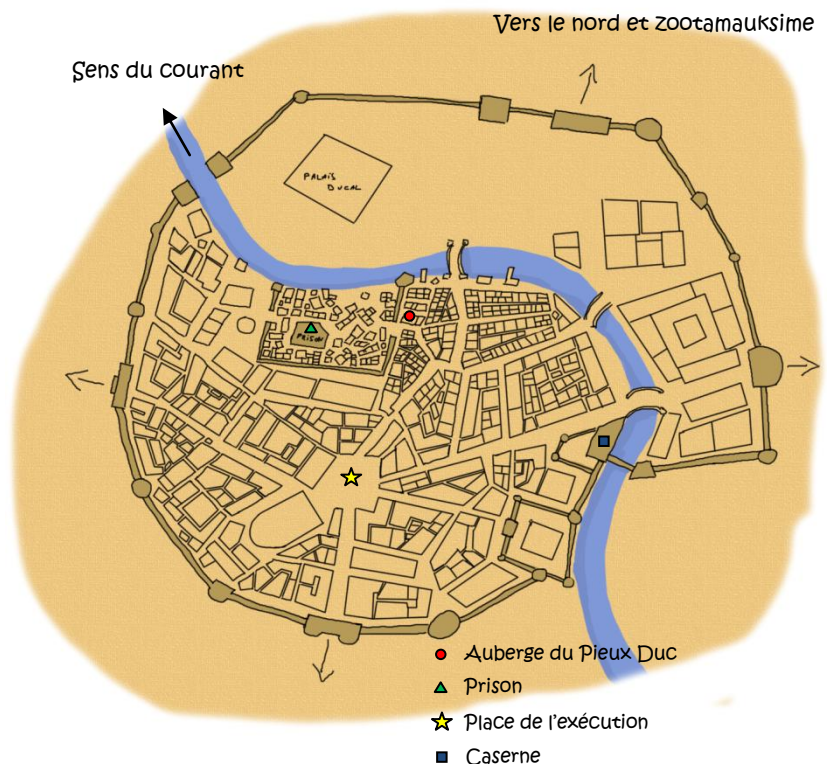 Vers le nord et zootamauksime
Sens du courant
PALAIS
DUCAL
PRISON
Auberge du Pieux Duc
Prison
Place de l'exécution
Caserne